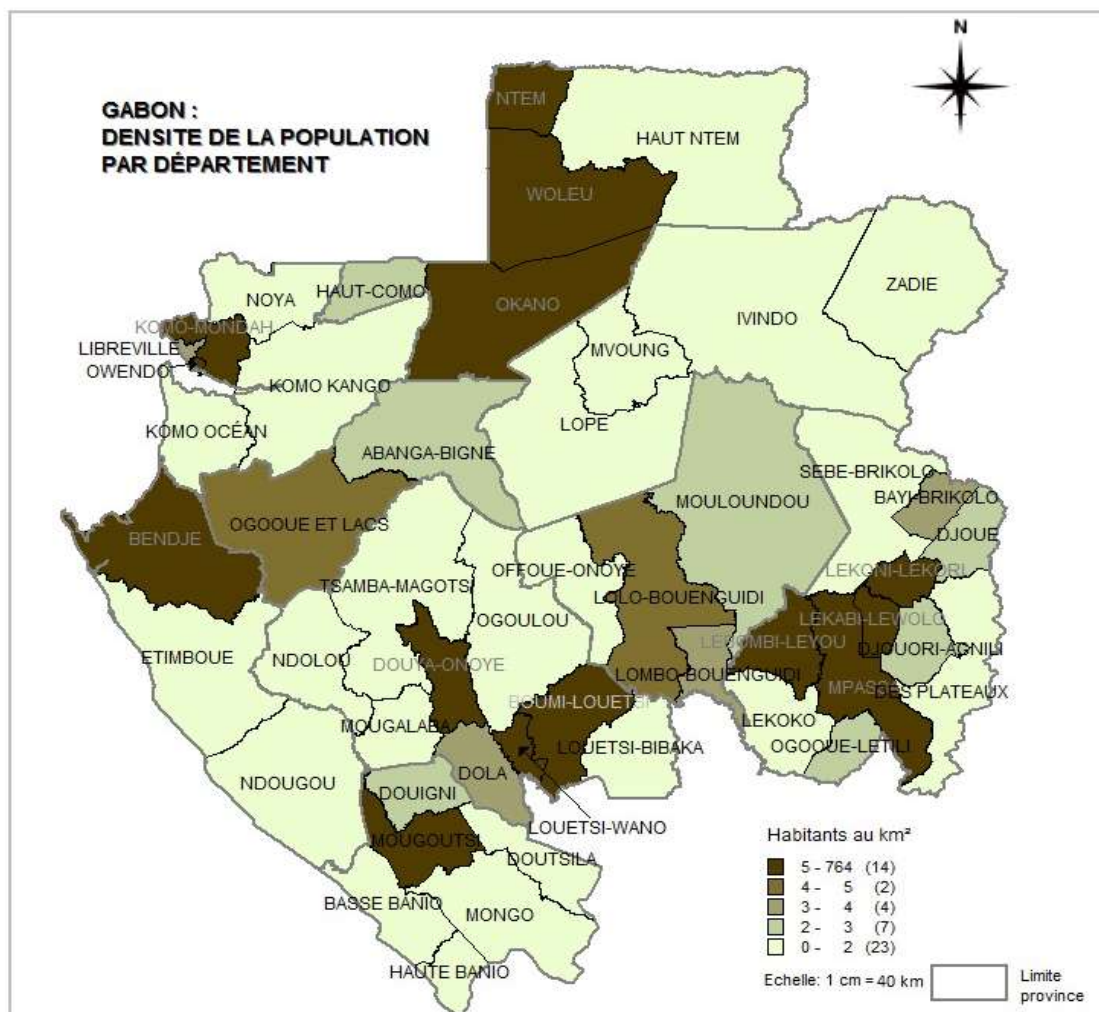 GABON :
DENSITE DE LA POPULATION
PAR DÉPARTEMENT
N
NTEM
HAUT NTEM
WOLEU
ZADIE
HAUT-COMO
NOYA
OKANO
IVINDO
KOMO-MONDAH
LIBREVILLE
OWENDO
MVOUNG
KOMO KANGO
LOPE
KOMO OCÉAN
ABANGA-BIGNE
SEBE-BRIKOLO
MOULOUNDOU
BAYI-BRIKOLO
OGOOUE ET LACS
BENDJE
DJOUE
OFFOUE-ONOYE
LEKONI-LEKORI
TSAMBA-MAGOTSI
LOLO-BOUENGUIDI
OGOULOU
LEKABI-LEWOLO
LEBOMBI-LEYOU
DJOUORI-AGNILI
ETIMBOUE
NDOLOU
DOUYA-ONOYE
LOMBO-BOUENGUIDI
MPASSA
DES PLATEAUX
BOUMI-LOUETSI
MOUGALABA
LEKOKO
LOUETSI-BIBAKA
OGOOUE-LETILI
DOLA
NDOUGOU
DOUIGNI
LOUETSI-WANO
MOUGOUTSI
DOUTSILA
BASSE BANIO
MONGO
HAUTE BANIO
Habitants au km²
5 - 764 (14)
4 - 5 (2)
3 - 4 (4)
2 - 3 (7)
0 - 2 (23)
Echelle: 1 cm = 40 km
Limite
province